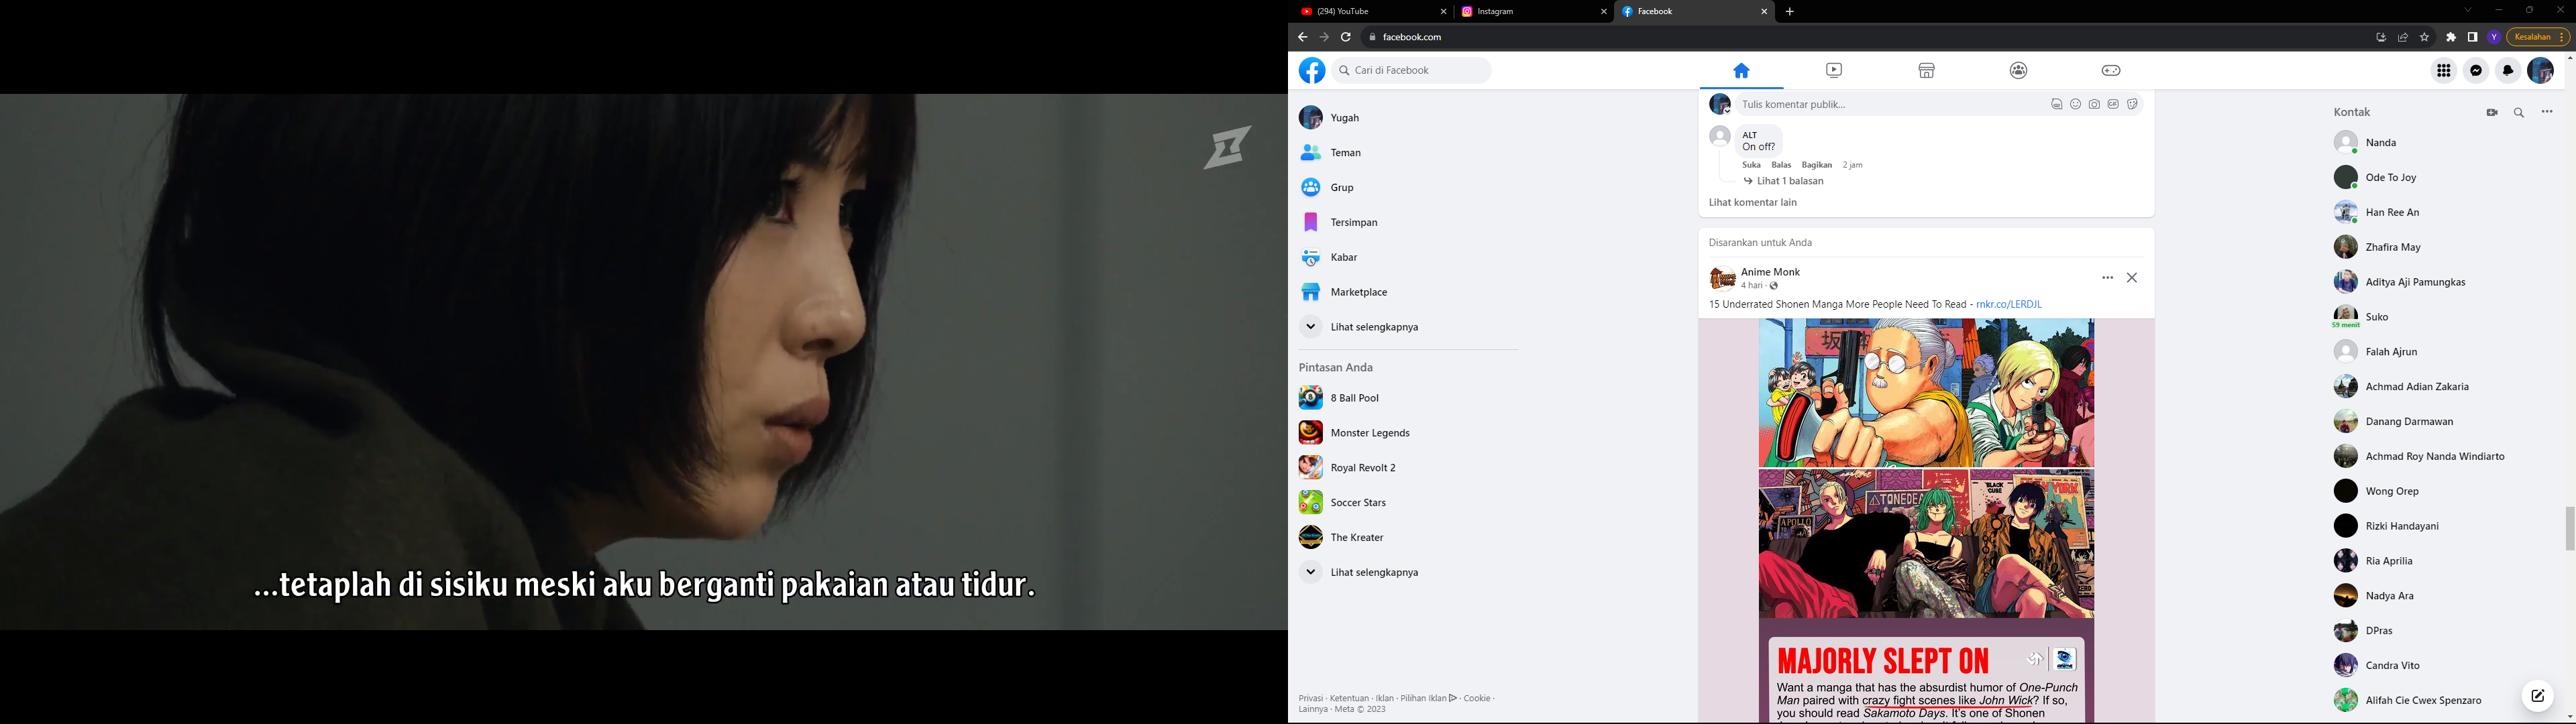 ...tetaplah di sisiku meski aku berganti pakaian atau tidur.
(294) YouTube
Instagram
Facebook
facebook.com
Y
Kesalahan
Cari di Facebook
Yugah
Teman
Grup
Tersimpan
Kabar
Marketplace
Lihat selengkapnya
Pintasan Anda
8 Ball Pool
Monster Legends
Royal Revolt 2
Soccer Stars
The Kreater
Lihat selengkapnya
Privasi · Ketentuan · Iklan · Pilihan Iklan · Cookie ·
Lainnya · Meta © 2023
Tulis komentar publik...
ALT
On off?
Suka Balas Bagikan 2 jam
Lihat 1 balasan
Lihat komentar lain
Disarankan untuk Anda
Anime Monk
4 hari ·
15 Underrated Shonen Manga More People Need To Read - rnkr.co/LERDJL
坂
APOLLO
TONEDEA
BLACK
CUBE
YORK
MAJORLY SLEPT ON
Want a manga that has the absurdist humor of One-Punch
Man paired with crazy fight scenes like John Wick? If so,
you should read Sakamoto Days. It's one of Shonen
Kontak
Nanda
Ode To Joy
Han Ree An
Zhafira May
Aditya Aji Pamungkas
Suko
59 menit
Falah Ajrun
Achmad Adian Zakaria
Danang Darmawan
Achmad Roy Nanda Windiarto
Wong Orep
Rizki Handayani
Ria Aprilia
Nadya Ara
DPras
Candra Vito
Alifah Cie Cwex Spenzaro